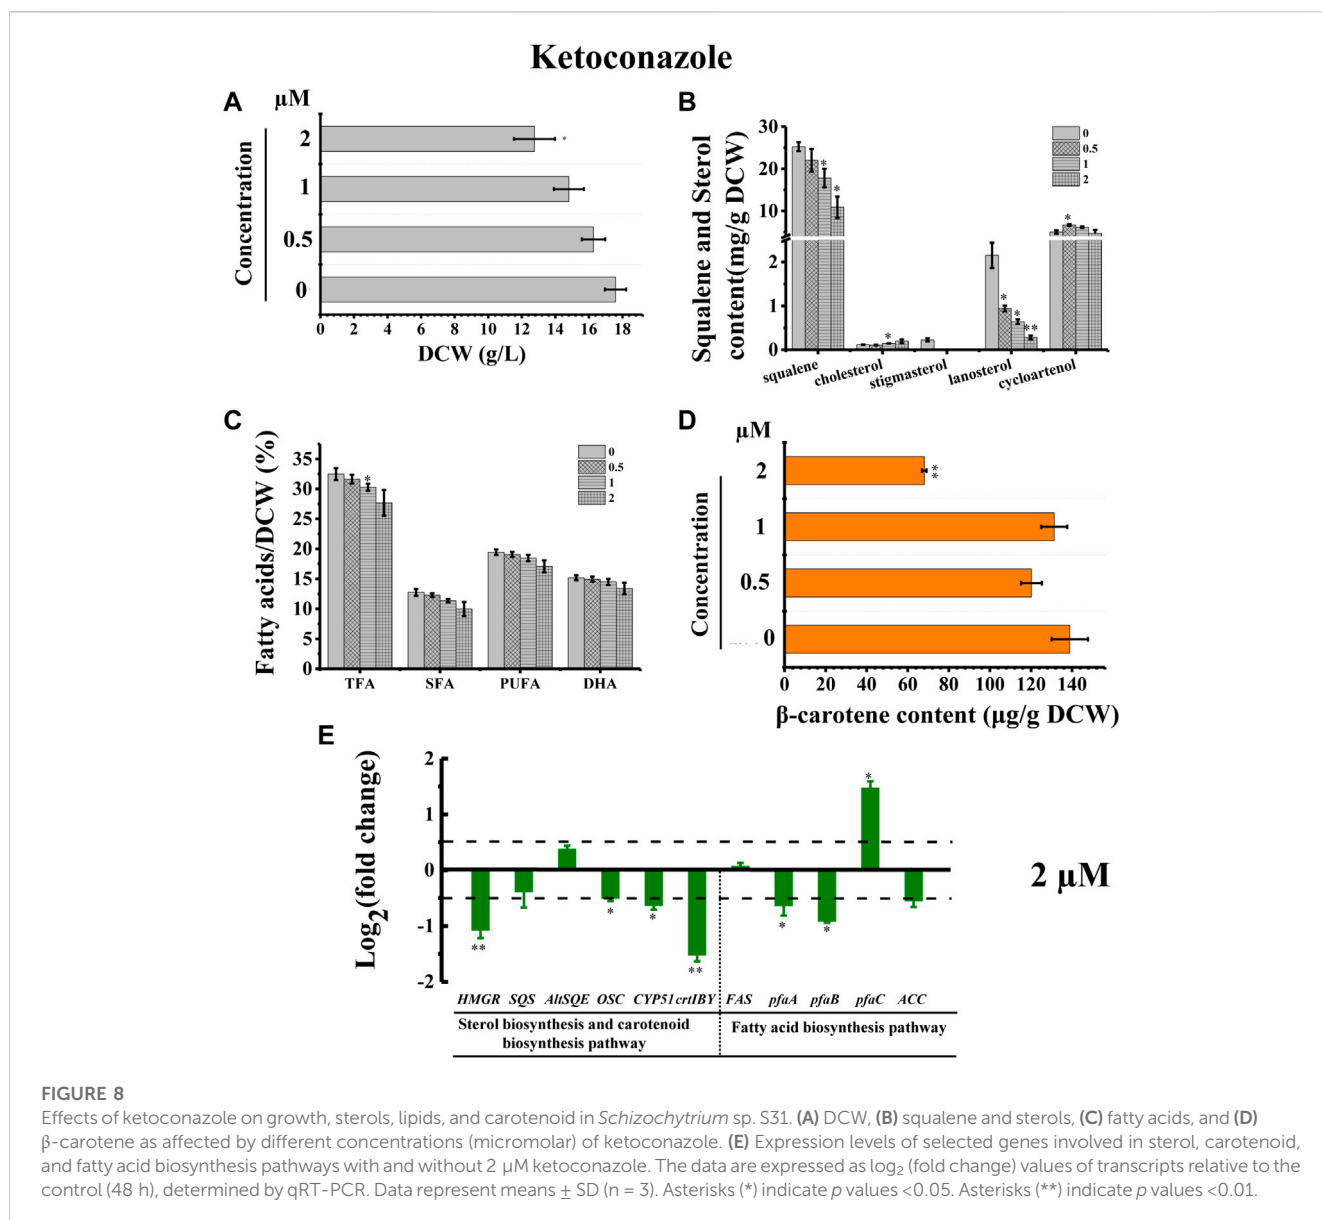 Ketoconazole
A
µM
Concentration
2
1
0.5
0
0 2 4 6 8 10 12 14 16 18
DCW (g/L)
*
B
Squalene and Sterol
content(mg/g DCW)
30
25
20
15
10
2
1
0
0
0.5
1
2
* * * * * ** *
squalene cholesterol stigmasterol lanosterol cycloartenol
C
Fatty acids/DCW (%)
35
30
25
20
15
10
5
0
0
0.5
1
2
*
TFA SFA PUFA DHA
D
µM
Concentration
2
1
0.5
0
**
0 20 40 60 80 100 120 140
β-carotene content (µg/g DCW)
E
Log2(fold change)
2
1
0
-1
-2
** * * ** * * *
2 µM
HMGR SQS AltSQE OSC CYP51 crtIBY FAS pfaA pfaB pfaC ACC
Sterol biosynthesis and carotenoid
biosynthesis pathway
Fatty acid biosynthesis pathway
FIGURE 8
Effects of ketoconazole on growth, sterols, lipids, and carotenoid in Schizochytrium sp. S31. (A) DCW, (B) squalene and sterols, (C) fatty acids, and (D)
β-carotene as affected by different concentrations (micromolar) of ketoconazole. (E) Expression levels of selected genes involved in sterol, carotenoid,
and fatty acid biosynthesis pathways with and without 2 µM ketoconazole. The data are expressed as log2 (fold change) values of transcripts relative to the
control (48 h), determined by qRT-PCR. Data represent means ± SD (n = 3). Asterisks (*) indicate p values <0.05. Asterisks (**) indicate p values <0.01.